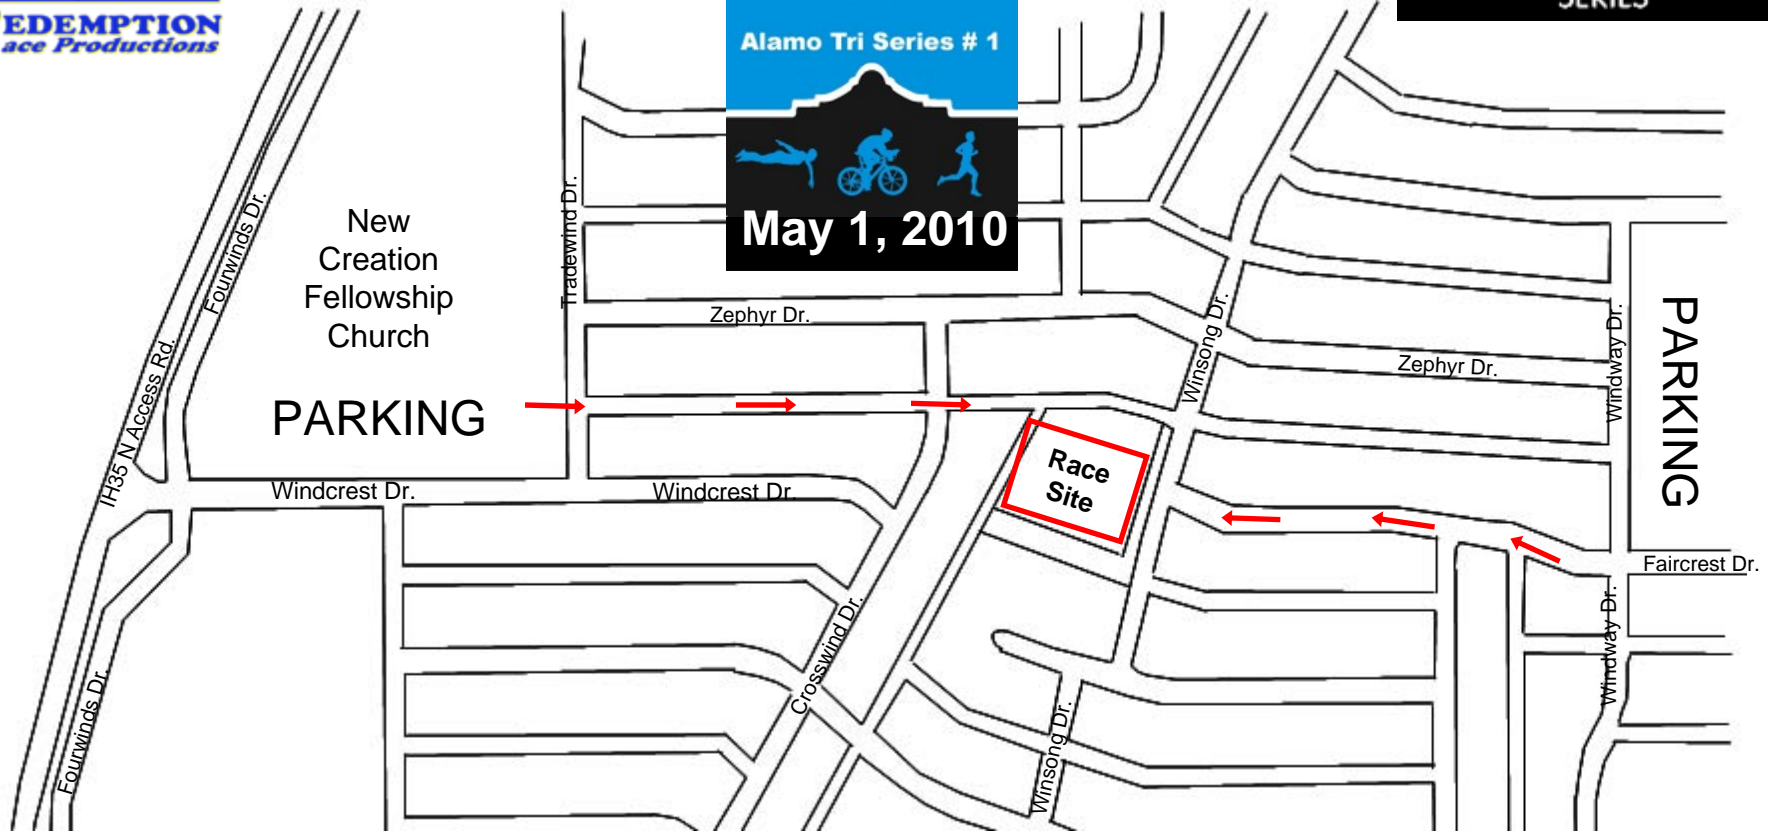 EDEMPTION
ace Productions
SERIES
Alamo Tri Series # 1
May 1, 2010
New
Creation
Fellowship
Church
PARKING
PARKING
Race
Site
IH35 N Access Rd.
Fourwinds Dr.
Fourwinds Dr.
Tradewind Dr.
Zephyr Dr.
Zephyr Dr.
Windcrest Dr.
Windcrest Dr.
Crosswind Dr.
Winsong Dr.
Winsong Dr.
Windway Dr.
Windway Dr.
Faircrest Dr.